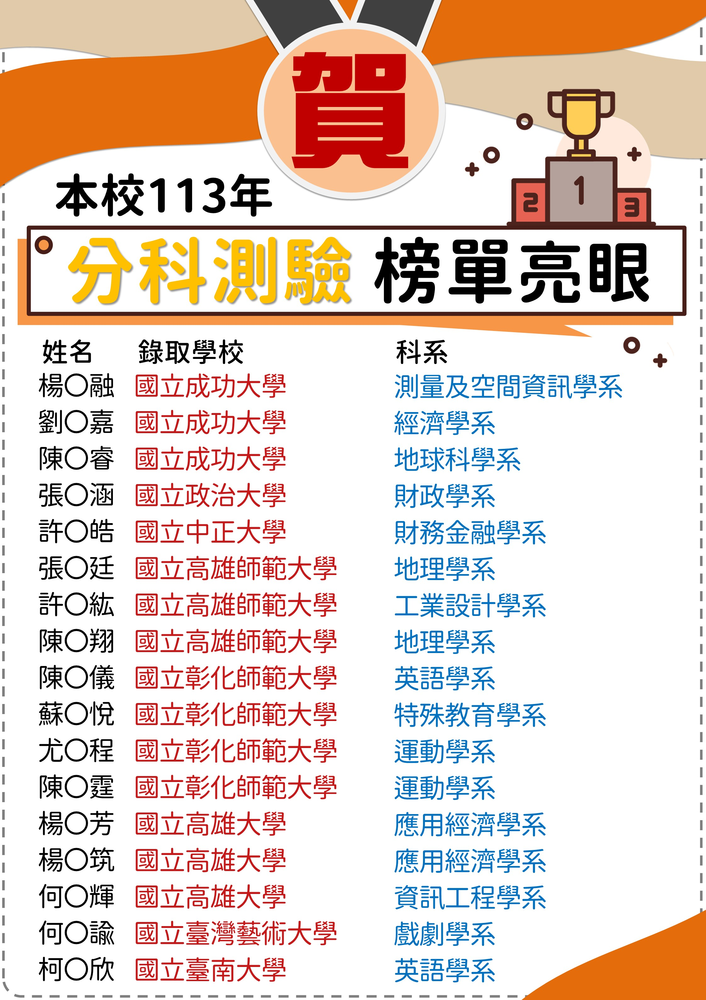 賀
本校113年
2 1 3
分科測驗 榜單亮眼
姓名 錄取學校 科系
楊〇融 國立成功大學 測量及空間資訊學系
劉〇嘉 國立成功大學 經濟學系
陳〇睿 國立成功大學 地球科學系
張〇涵 國立政治大學 財政學系
許〇皓 國立中正大學 財務金融學系
張〇廷 國立高雄師範大學 地理學系
許〇紘 國立高雄師範大學 工業設計學系
陳〇翔 國立高雄師範大學 地理學系
陳〇儀 國立彰化師範大學 英語學系
蘇〇悅 國立彰化師範大學 特殊教育學系
尤〇程 國立彰化師範大學 運動學系
陳〇霆 國立彰化師範大學 運動學系
楊〇芳 國立高雄大學 應用經濟學系
楊〇筑 國立高雄大學 應用經濟學系
何〇輝 國立高雄大學 資訊工程學系
何〇諭 國立臺灣藝術大學 戲劇學系
柯〇欣 國立臺南大學 英語學系